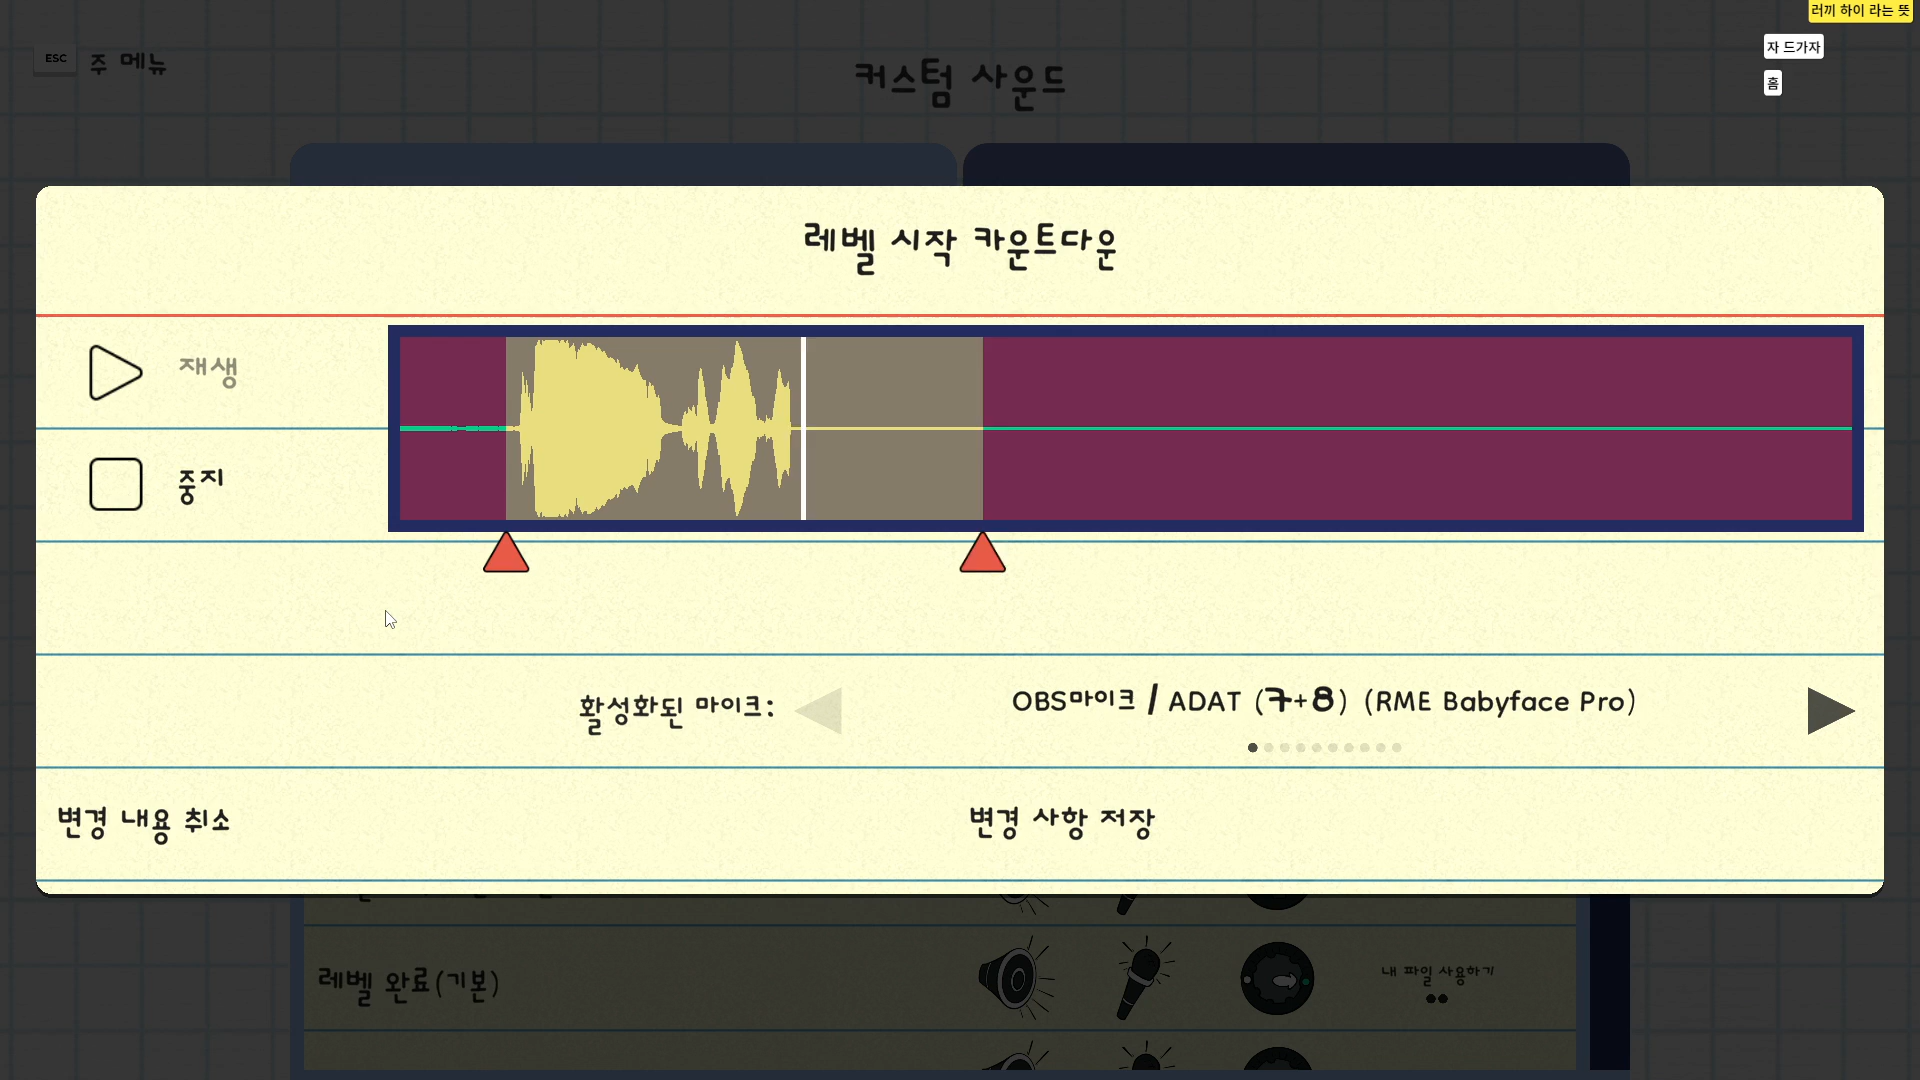 러끼 하이 라는 뜻
자 드가자
홈
ESC 주 메뉴
커스텀 사운드
레벨 시작 카운트다운
재생
중지
활성화된 마이크:
OBS마이크 / ADAT (7+8) (RME Babyface Pro)
변경 내용 취소
변경 사항 저장
레벨 완료(기본)
내 파일 사용하기